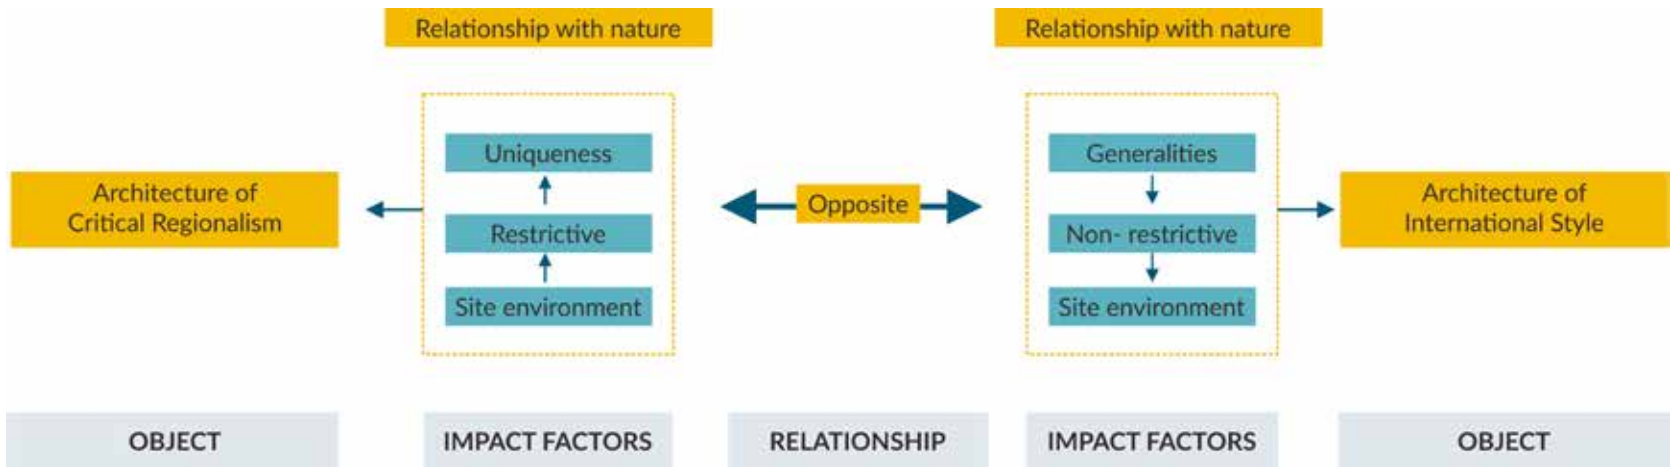 Relationship with nature
Relationship with nature
Uniqueness
Generalities
Architecture of
Critical Regionalism
Opposite
Architecture of
International Style
Restrictive
Non- restrictive
Site environment
Site environment
OBJECT
IMPACT FACTORS
RELATIONSHIP
IMPACT FACTORS
OBJECT